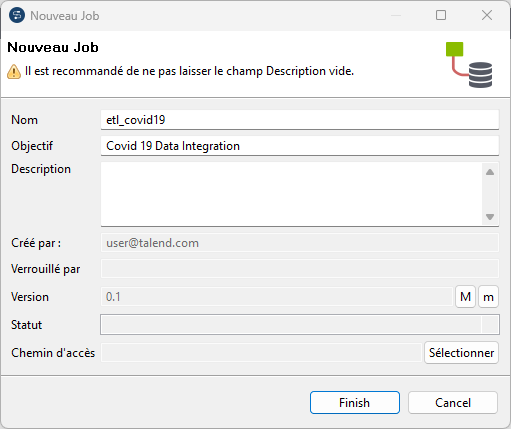 Nouveau Job
Nouveau Job
Il est recommandé de ne pas laisser le champ Description vide.
Nom etl_covid19
Objectif Covid 19 Data Integration
Description
Créé par : user@talend.com
Verrouillé par
Version 0.1 M m
Statut
Chemin d'accès Sélectionner
Finish Cancel